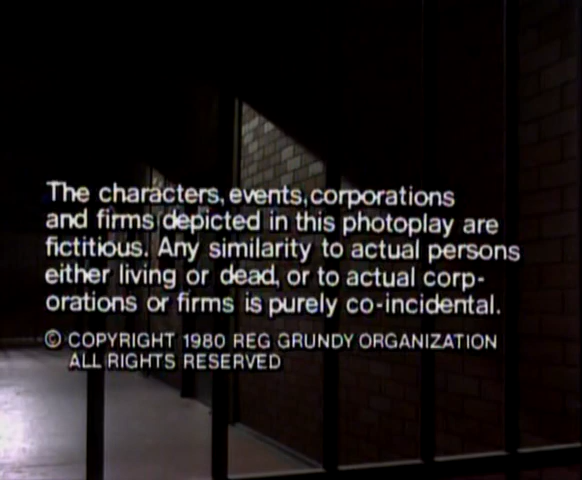 The characters, events, corporations
and firms depicted in this photoplay are
fictitious. Any similarity to actual persons
either living or dead, or to actual corp-
orations or firms is purely co-incidental.
© COPYRIGHT 1980 REG GRUNDY ORGANIZATION
ALL RIGHTS RESERVED